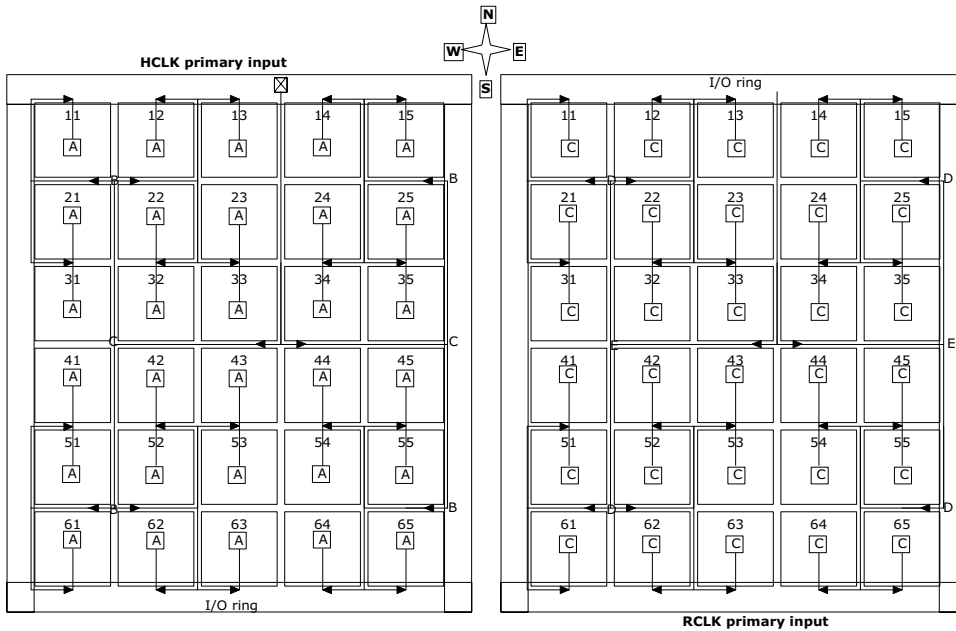 N
W E
S
HCLK primary input
I/O ring
11 12 13 14 15
A A A A A
B B
21 22 23 24 25
A A A A A
31 32 33 34 35
A A A A A
C C
41 42 43 44 45
A A A A A
51 52 53 54 55
A A A A A
B B
61 62 63 64 65
A A A A A
I/O ring
11 12 13 14 15
C C C C C
D D
21 22 23 24 25
C C C C C
31 32 33 34 35
C C C C C
E E
41 42 43 44 45
C C C C C
51 52 53 54 55
C C C C C
D D
61 62 63 64 65
C C C C C
RCLK primary input